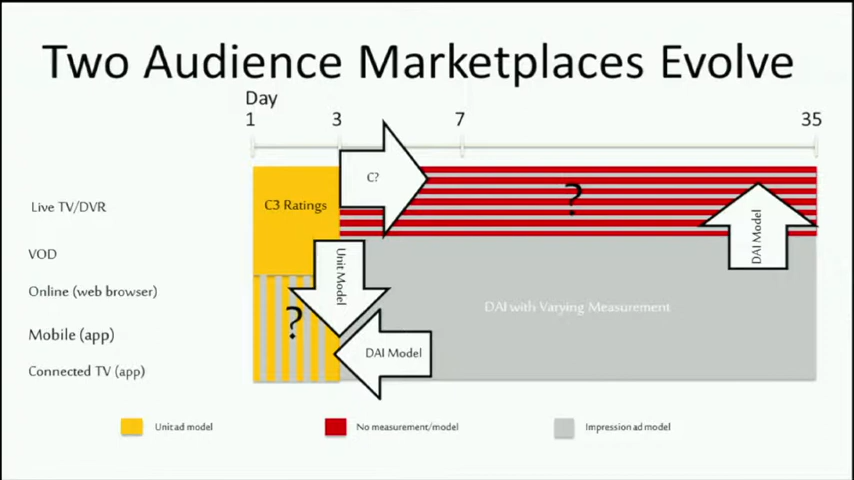 Two Audience Marketplaces Evolve
Day
1 3 7 35
C?
?
Live TV/DVR
C3 Ratings
DAI Model
VOD
Unit Model
Online (web browser)
DAI with Varying Measurement
?
Mobile (app)
DAI Model
Connected TV (app)
Unit ad model
No measurement/model
Impression ad model